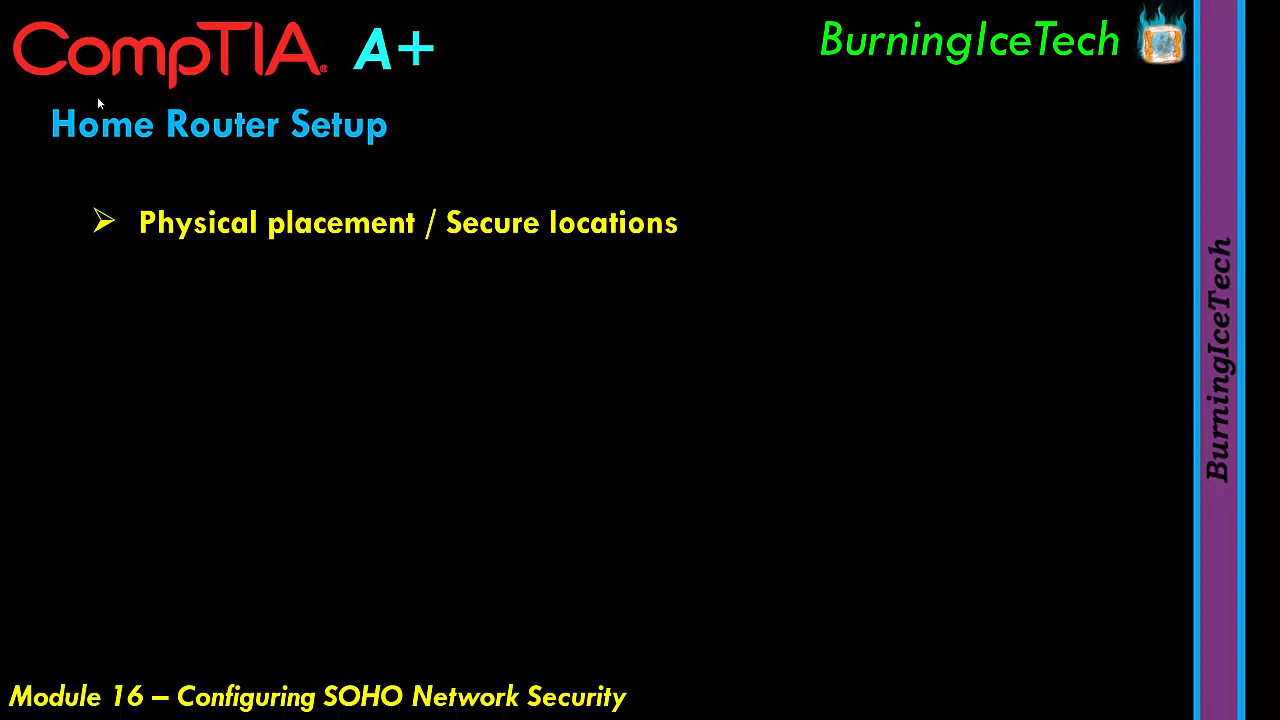 CompTIA® A+
BurningIceTech
Home Router Setup
➢ Physical placement / Secure locations
BurningIceTech
Module 16 – Configuring SOHO Network Security